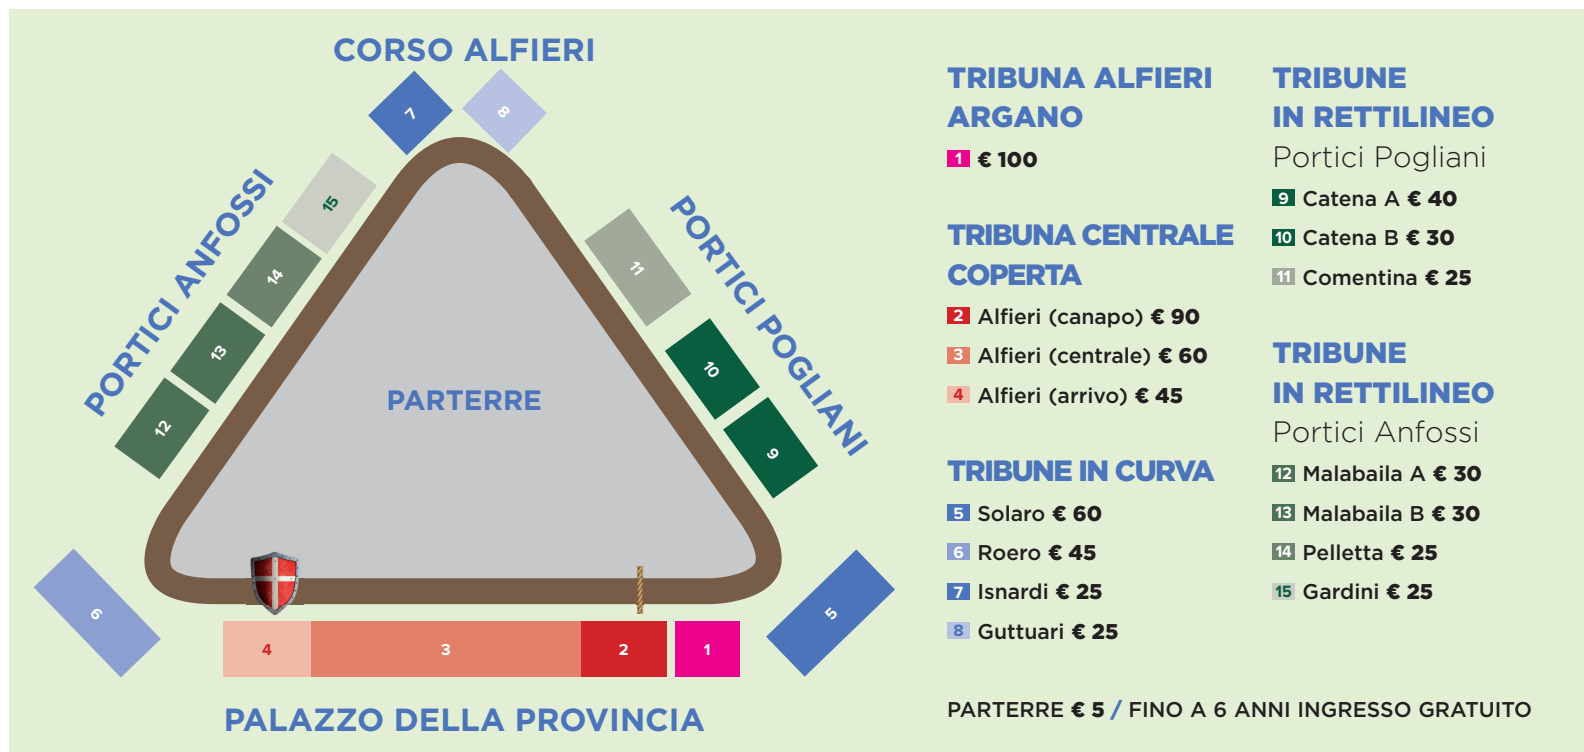 CORSO ALFIERI
7
8
PORTICI ANFOSSI
15
14
13
12
PORTICI POGLIANI
11
10
9
PARTERRE
6
5
4
3
2
1
PALAZZO DELLA PROVINCIA
TRIBUNA ALFIERI
ARGANO
1 € 100
TRIBUNA CENTRALE
COPERTA
2 Alfieri (canapo) € 90
3 Alfieri (centrale) € 60
4 Alfieri (arrivo) € 45
TRIBUNE IN CURVA
5 Solaro € 60
6 Roero € 45
7 Isnardi € 25
8 Guttuari € 25
TRIBUNE
IN RETTILINEO
Portici Pogliani
9 Catena A € 40
10 Catena B € 30
11 Comentina € 25
TRIBUNE
IN RETTILINEO
Portici Anfossi
12 Malabaila A € 30
13 Malabaila B € 30
14 Pelletta € 25
15 Gardini € 25
PARTERRE € 5 / FINO A 6 ANNI INGRESSO GRATUITO